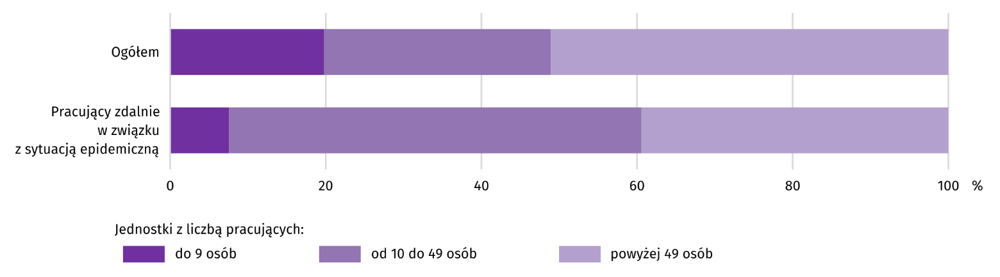 Ogółem
Pracujący zdalnie
w związku
z sytuacją epidemiczną
0 20 40 60 80 100 %
Jednostki z liczbą pracujących:
do 9 osób od 10 do 49 osób powyżej 49 osób